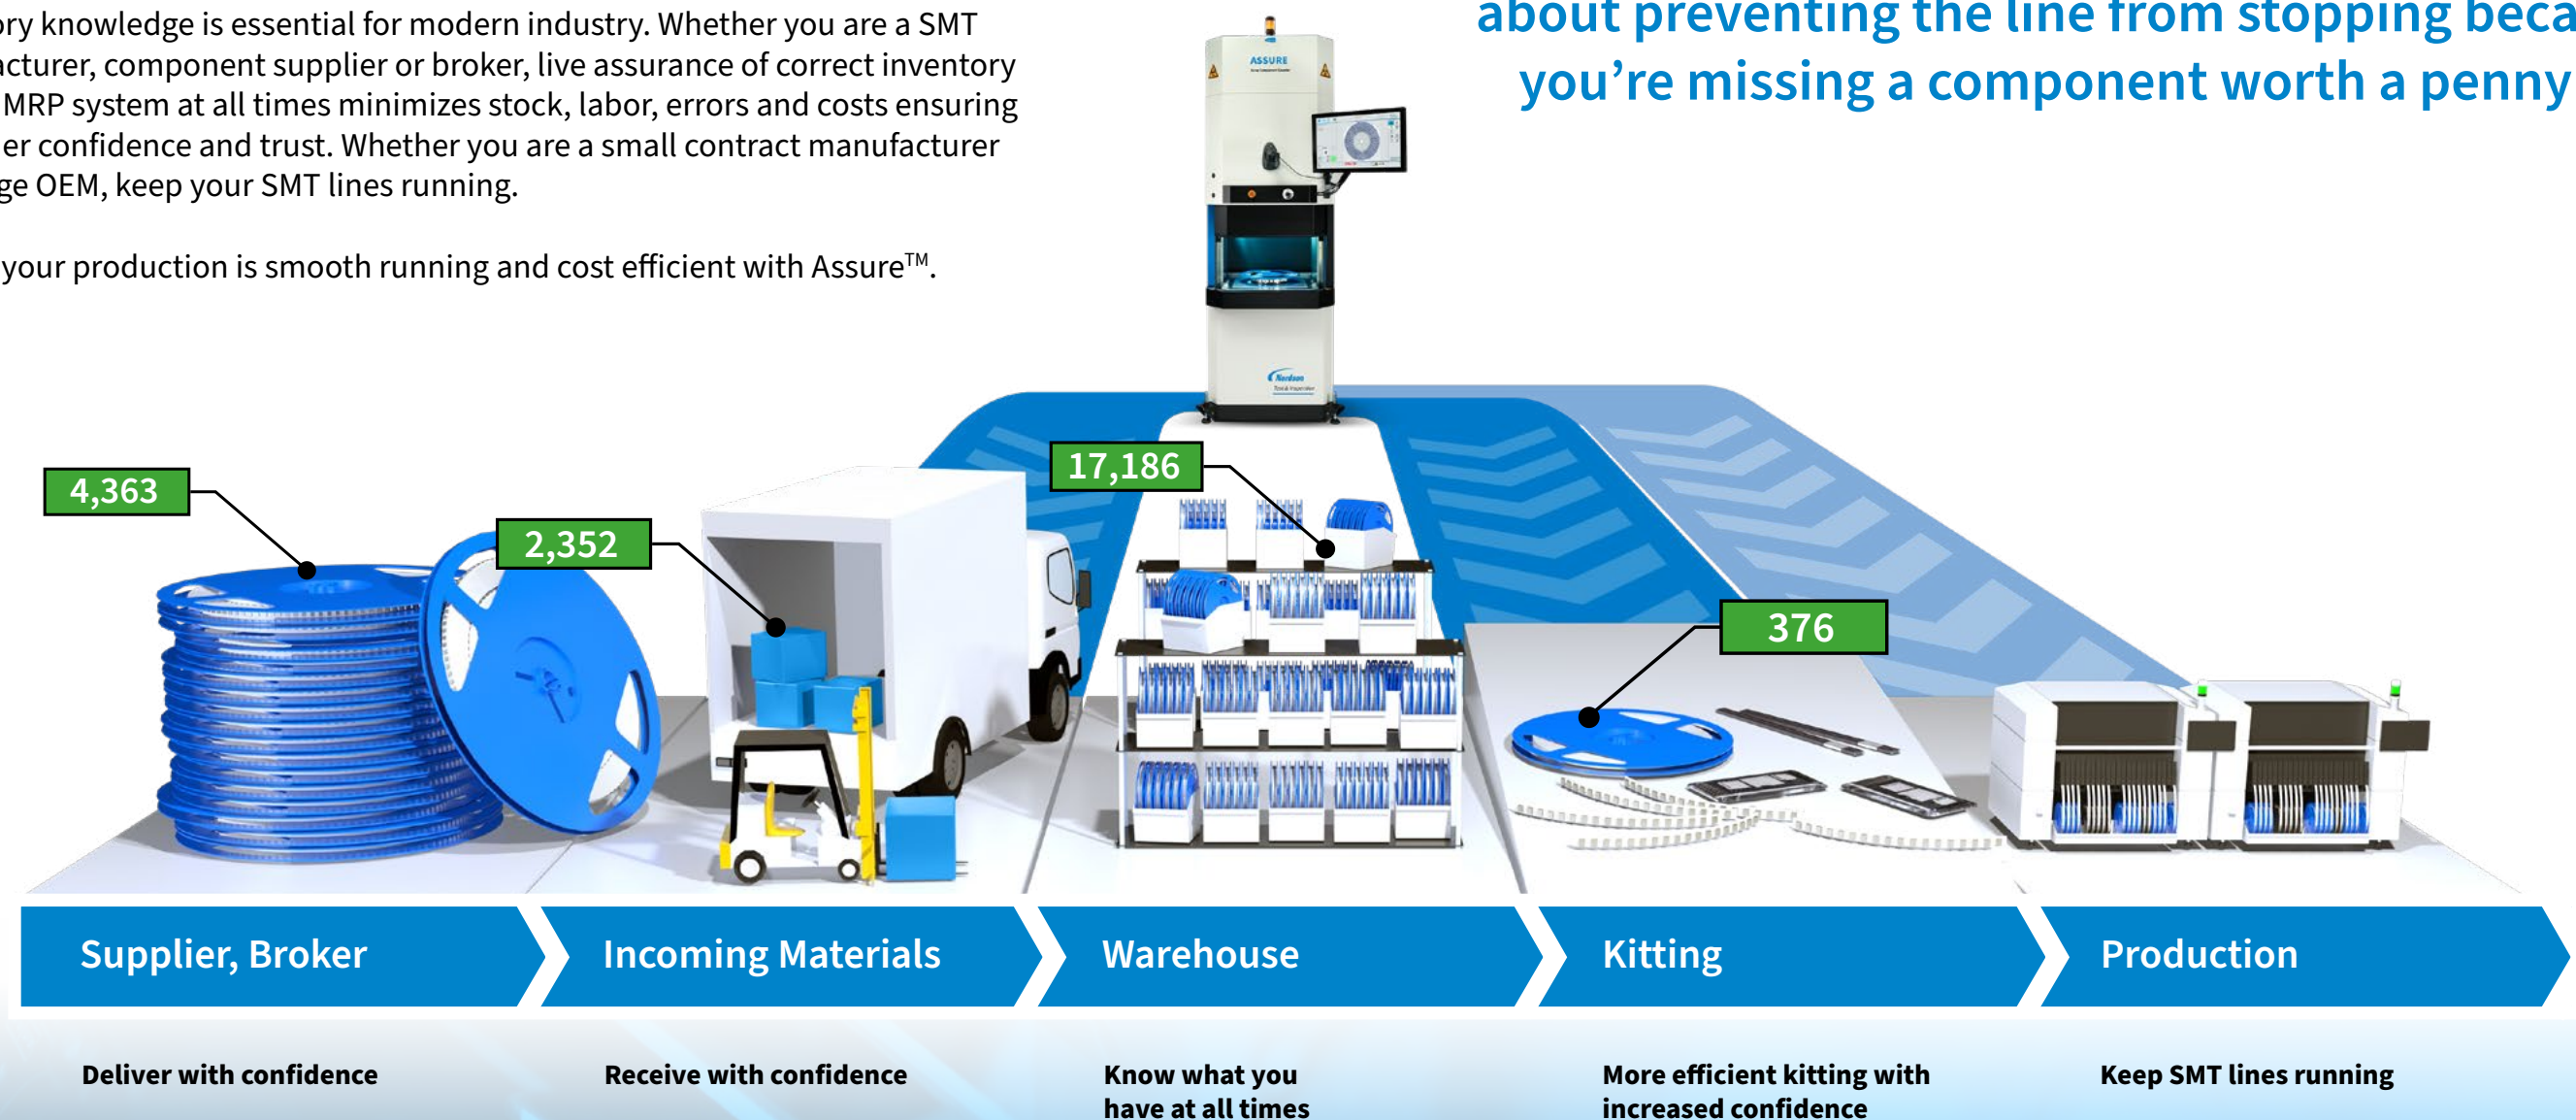 ory knowledge is essential for modern industry. Whether you are a SMT
acturer, component supplier or broker, live assurance of correct inventory
MRP system at all times minimizes stock, labor, errors and costs ensuring
er confidence and trust. Whether you are a small contract manufacturer
ge OEM, keep your SMT lines running.
your production is smooth running and cost efficient with Assure™.
about preventing the line from stopping beca
you’re missing a component worth a penny
ASSURE
Nordson
4,363
2,352
17,186
376
Supplier, Broker
Incoming Materials
Warehouse
Kitting
Production
Deliver with confidence
Receive with confidence
Know what you
have at all times
More efficient kitting with
increased confidence
Keep SMT lines running